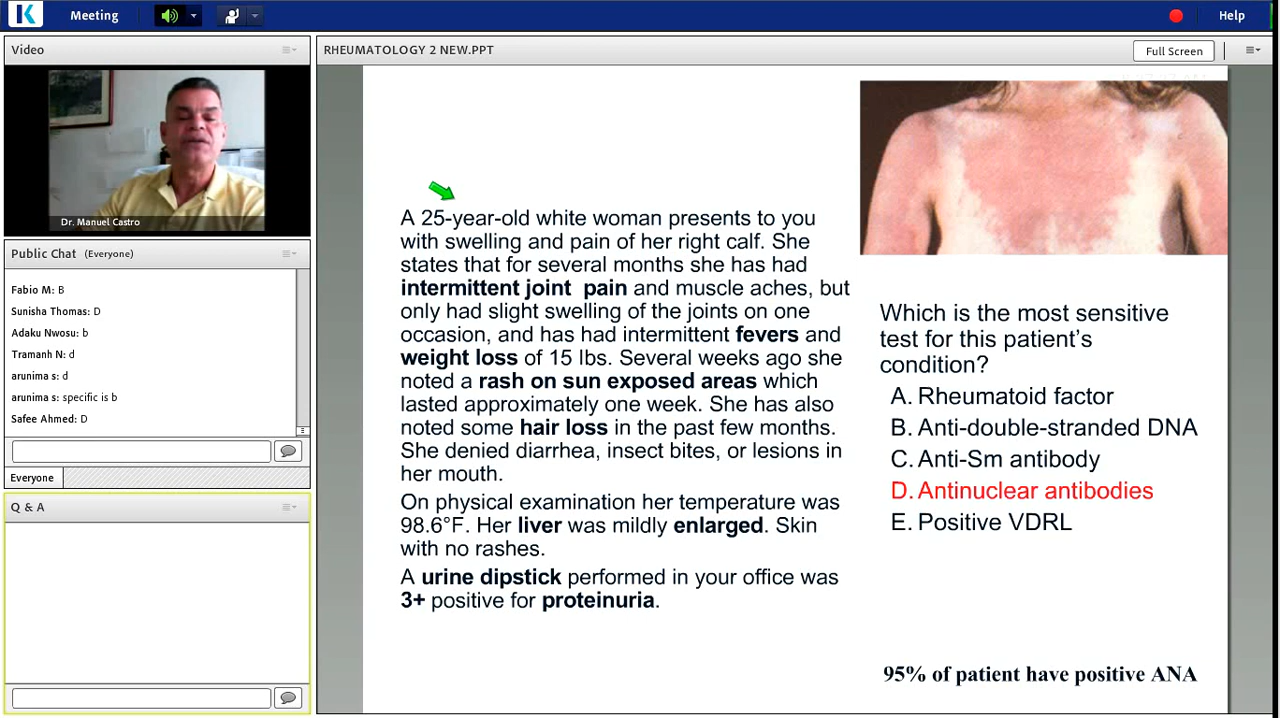 K Meeting Help
Video
Dr. Manuel Castro
Public Chat (Everyone)
Fabio M: B
Sunisha Thomas: D
Adaku Nwosu: b
Tramanh N: d
arunima s: d
arunima s: specific is b
Safee Ahmed: D
Everyone
Q & A
RHEUMATOLOGY 2 NEW.PPT
Full Screen
A 25-year-old white woman presents to you
with swelling and pain of her right calf. She
states that for several months she has had
intermittent joint pain and muscle aches, but
only had slight swelling of the joints on one
occasion, and has had intermittent fevers and
weight loss of 15 lbs. Several weeks ago she
noted a rash on sun exposed areas which
lasted approximately one week. She has also
noted some hair loss in the past few months.
She denied diarrhea, insect bites, or lesions in
her mouth.
On physical examination her temperature was
98.6°F. Her liver was mildly enlarged. Skin
with no rashes.
A urine dipstick performed in your office was
3+ positive for proteinuria.
Which is the most sensitive
test for this patient's
condition?
A. Rheumatoid factor
B. Anti-double-stranded DNA
C. Anti-Sm antibody
D. Antinuclear antibodies
E. Positive VDRL
95% of patient have positive ANA